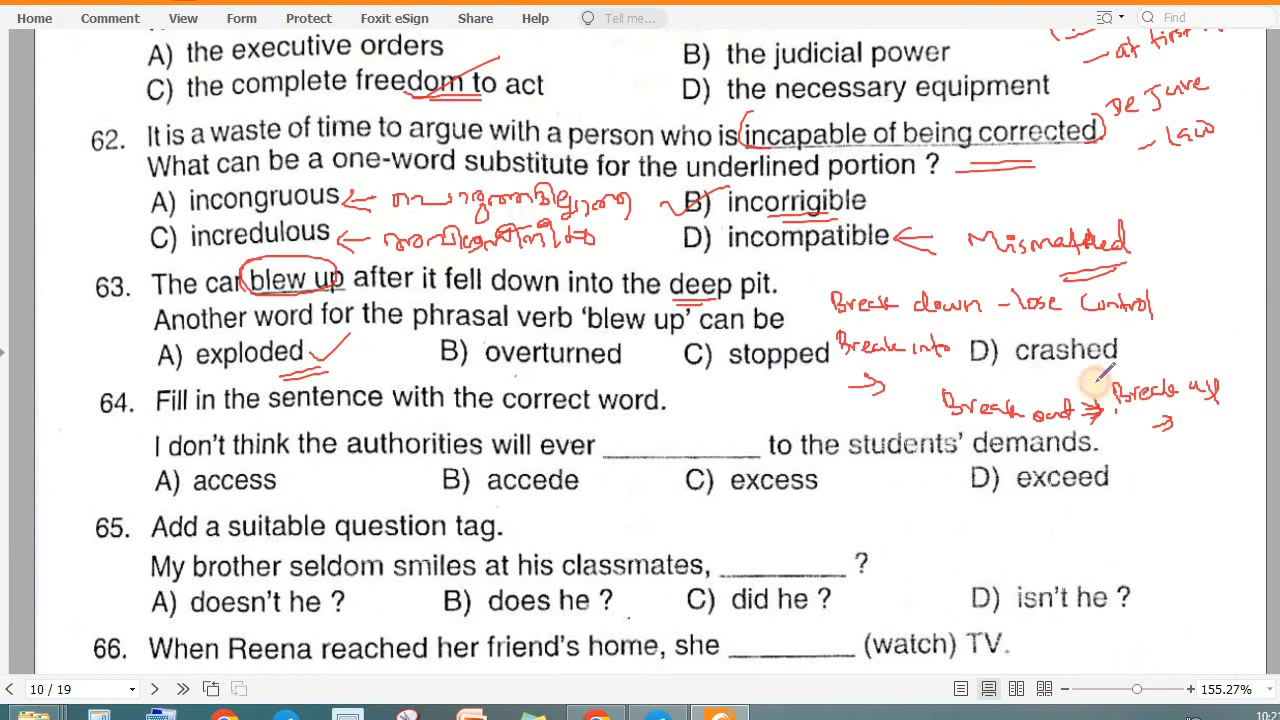 Home Comment View Form Protect Foxit eSign Share Help Tell me... Find
A) the executive orders B) the judicial power
at first
C) the complete freedom to act D) the necessary equipment
De Jure
62. It is a waste of time to argue with a person who is incapable of being corrected.
Law
What can be a one-word substitute for the underlined portion ?
A) incongruous B) incorrigible
C) incredulous D) incompatible Mismatched
63. The car blew up after it fell down into the deep pit.
Break down - lose control
Another word for the phrasal verb 'blew up' can be
A) exploded B) overturned C) stopped Break into D) crashed
64. Fill in the sentence with the correct word. Break out Break up
I don't think the authorities will ever __________ to the students' demands.
A) access B) accede C) excess D) exceed
65. Add a suitable question tag.
My brother seldom smiles at his classmates, ________ ?
A) doesn't he ? B) does he ? C) did he ? D) isn't he ?
66. When Reena reached her friend's home, she ________ (watch) TV.
10 / 19 155.27%